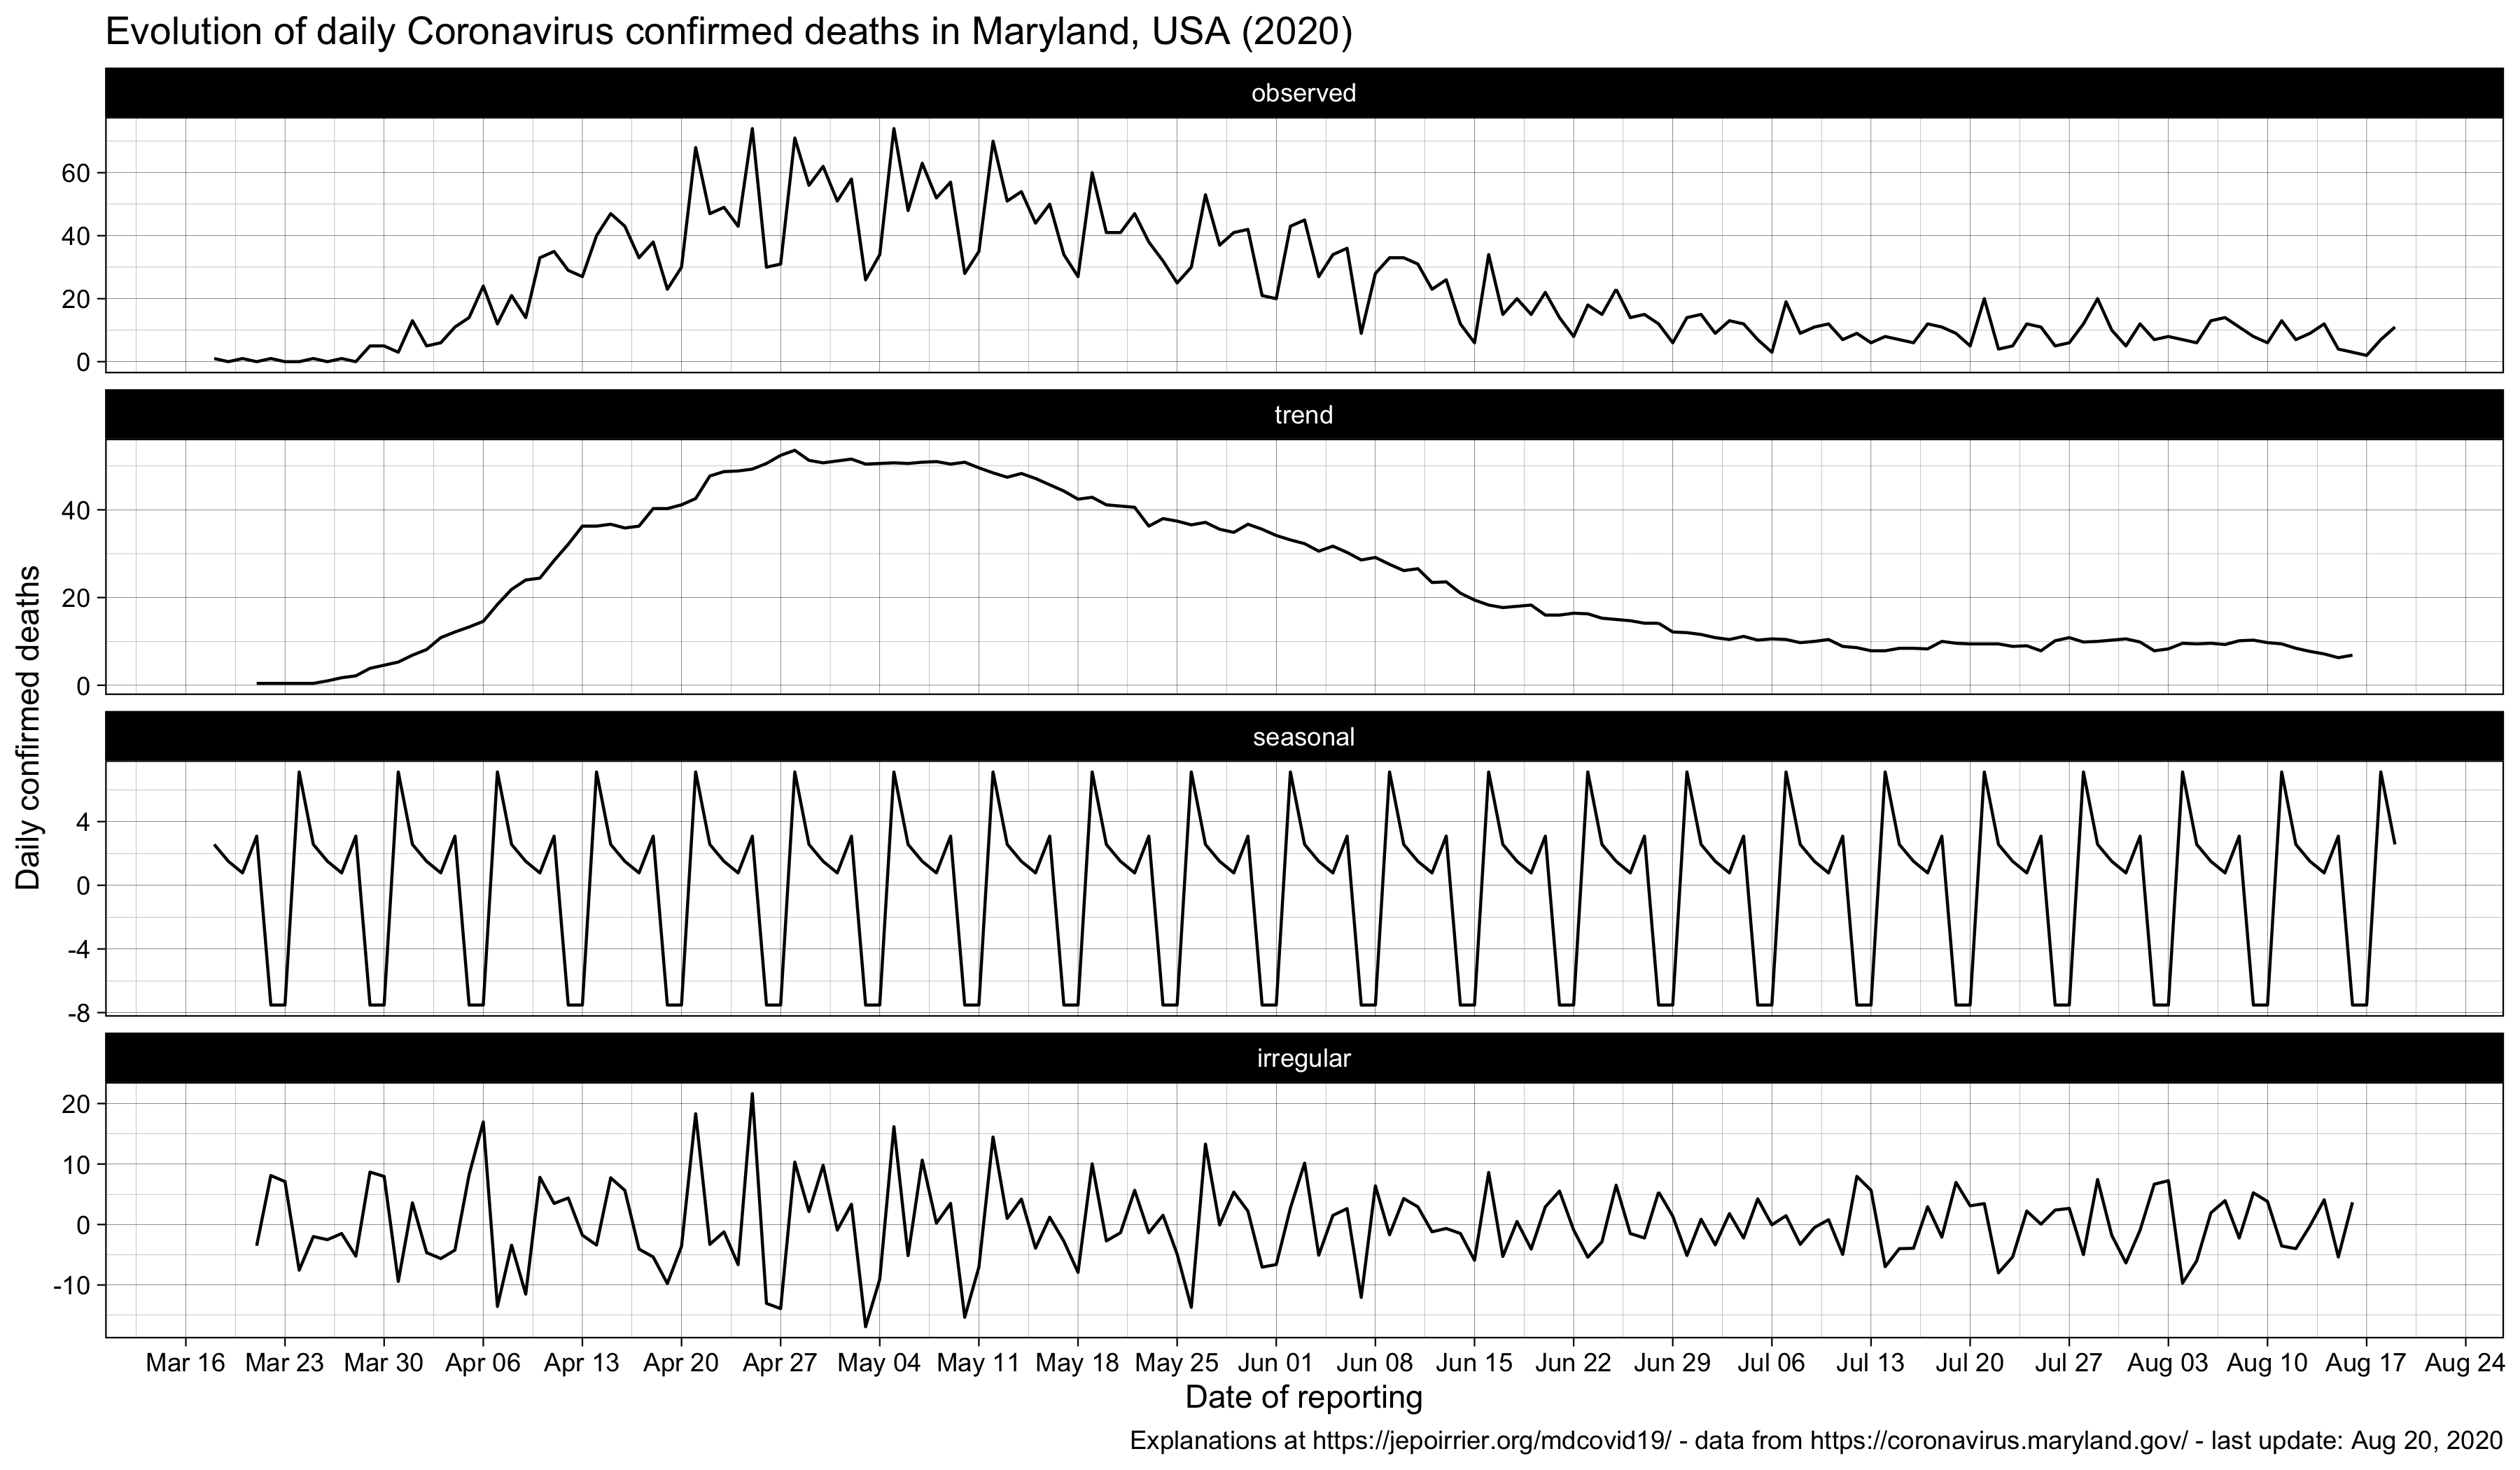 Evolution of daily Coronavirus confirmed deaths in Maryland, USA (2020)
observed
60
40
20
0
trend
40
20
0
seasonal
4
0
-4
-8
irregular
20
10
0
-10
Daily confirmed deaths
Mar 16 Mar 23 Mar 30 Apr 06 Apr 13 Apr 20 Apr 27 May 04 May 11 May 18 May 25 Jun 01 Jun 08 Jun 15 Jun 22 Jun 29 Jul 06 Jul 13 Jul 20 Jul 27 Aug 03 Aug 10 Aug 17 Aug 24
Date of reporting
Explanations at https://jepoirrier.org/mdcovid19/ - data from https://coronavirus.maryland.gov/ - last update: Aug 20, 2020